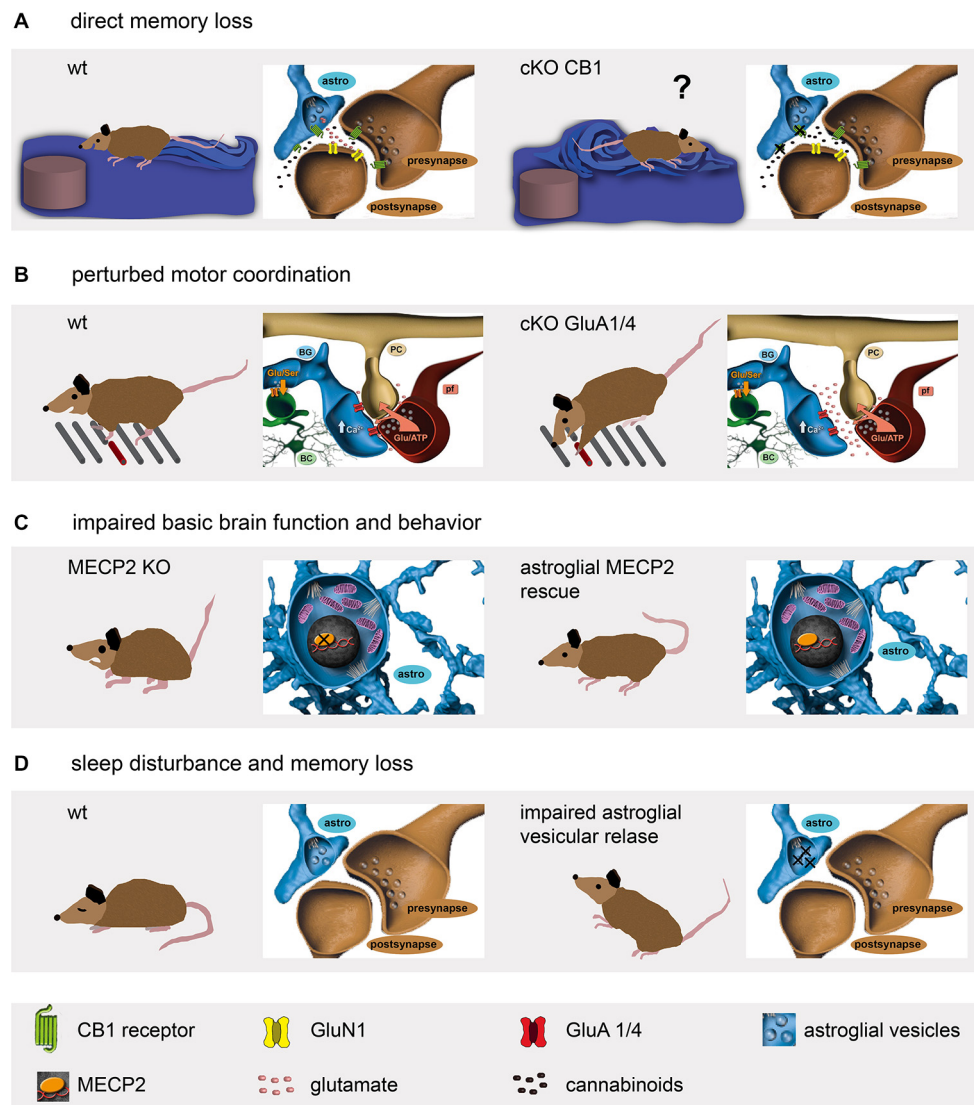 A direct memory loss
wt
astro
presynapse
postsynapse
cKO CB1
?
astro
presynapse
postsynapse
B perturbed motor coordination
wt
BG
PC
Glu/Ser
pf
Ca²⁺
Glu/ATP
BC
cKO GluA1/4
BG
PC
Glu/Ser
pf
Ca²⁺
Glu/ATP
BC
C impaired basic brain function and behavior
MECP2 KO
astro
astroglial MECP2
rescue
astro
D sleep disturbance and memory loss
wt
astro
presynapse
postsynapse
impaired astroglial
vesicular relase
astro
presynapse
postsynapse
CB1 receptor
GluN1
GluA 1/4
astroglial vesicles
MECP2
glutamate
cannabinoids